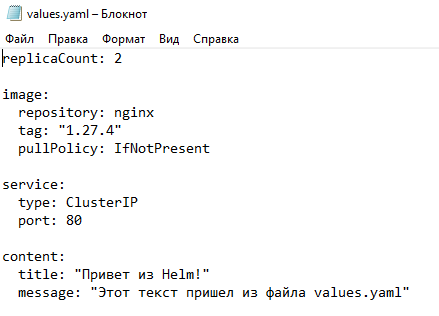 values.yaml – Блокнот
Файл Правка Формат Вид Справка
replicaCount: 2

image:
  repository: nginx
  tag: "1.27.4"
  pullPolicy: IfNotPresent

service:
  type: ClusterIP
  port: 80

content:
  title: "Привет из Helm!"
  message: "Этот текст пришел из файла values.yaml"